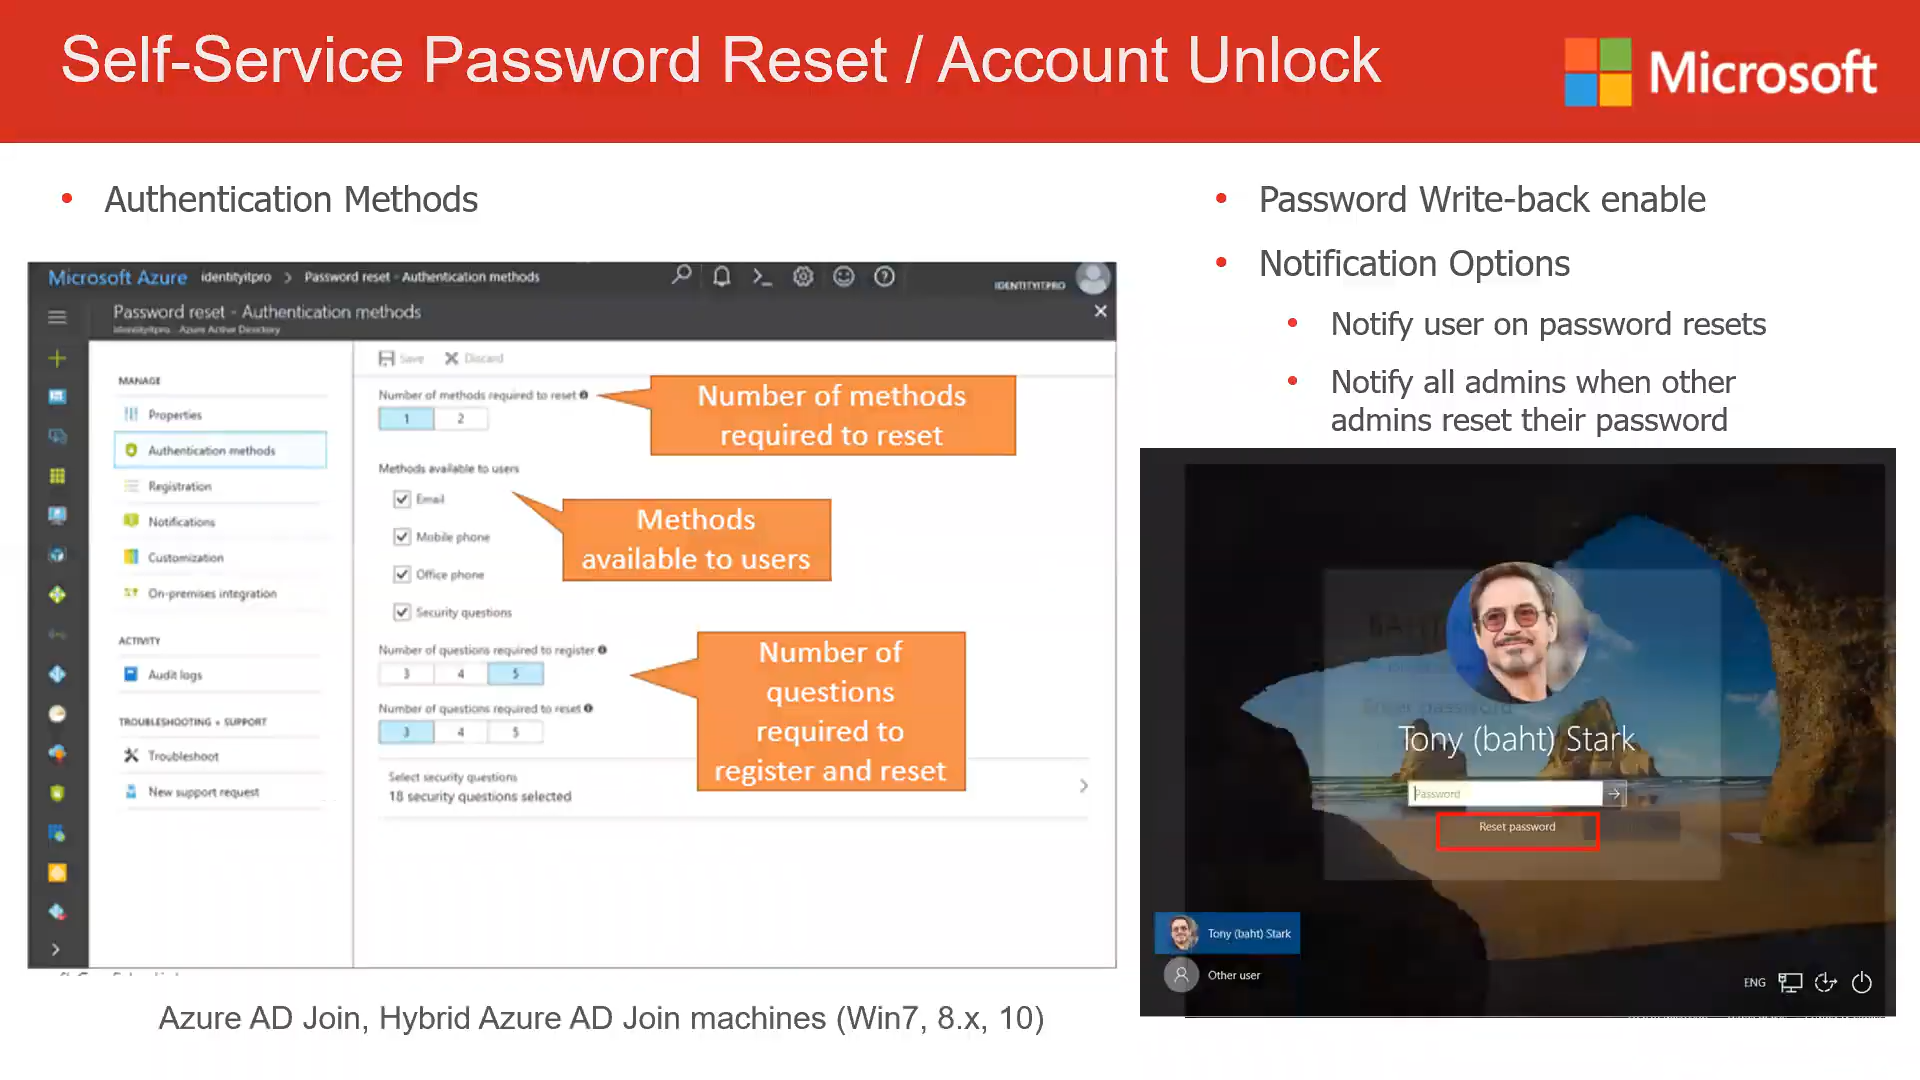 Self-Service Password Reset / Account Unlock
Microsoft
• Authentication Methods
Microsoft Azure identityitpro > Password reset - Authentication methods
IDENTITYITPRO
Password reset - Authentication methods
identityitpro - Azure Active Directory
MANAGE
Properties
Authentication methods
Registration
Notifications
Customization
On-premises integration
ACTIVITY
Audit logs
TROUBLESHOOTING + SUPPORT
Troubleshoot
New support request
Save Discard
Number of methods required to reset
1 2
Methods available to users
Email
Mobile phone
Office phone
Security questions
Number of questions required to register
3 4 5
Number of questions required to reset
3 4 5
Select security questions
18 security questions selected
Number of methods
required to reset
Methods
available to users
Number of
questions
required to
register and reset
Azure AD Join, Hybrid Azure AD Join machines (Win7, 8.x, 10)
• Password Write-back enable
• Notification Options
• Notify user on password resets
• Notify all admins when other
admins reset their password
Tony (baht) Stark
Password
Reset password
Tony (baht) Stark
Other user
ENG